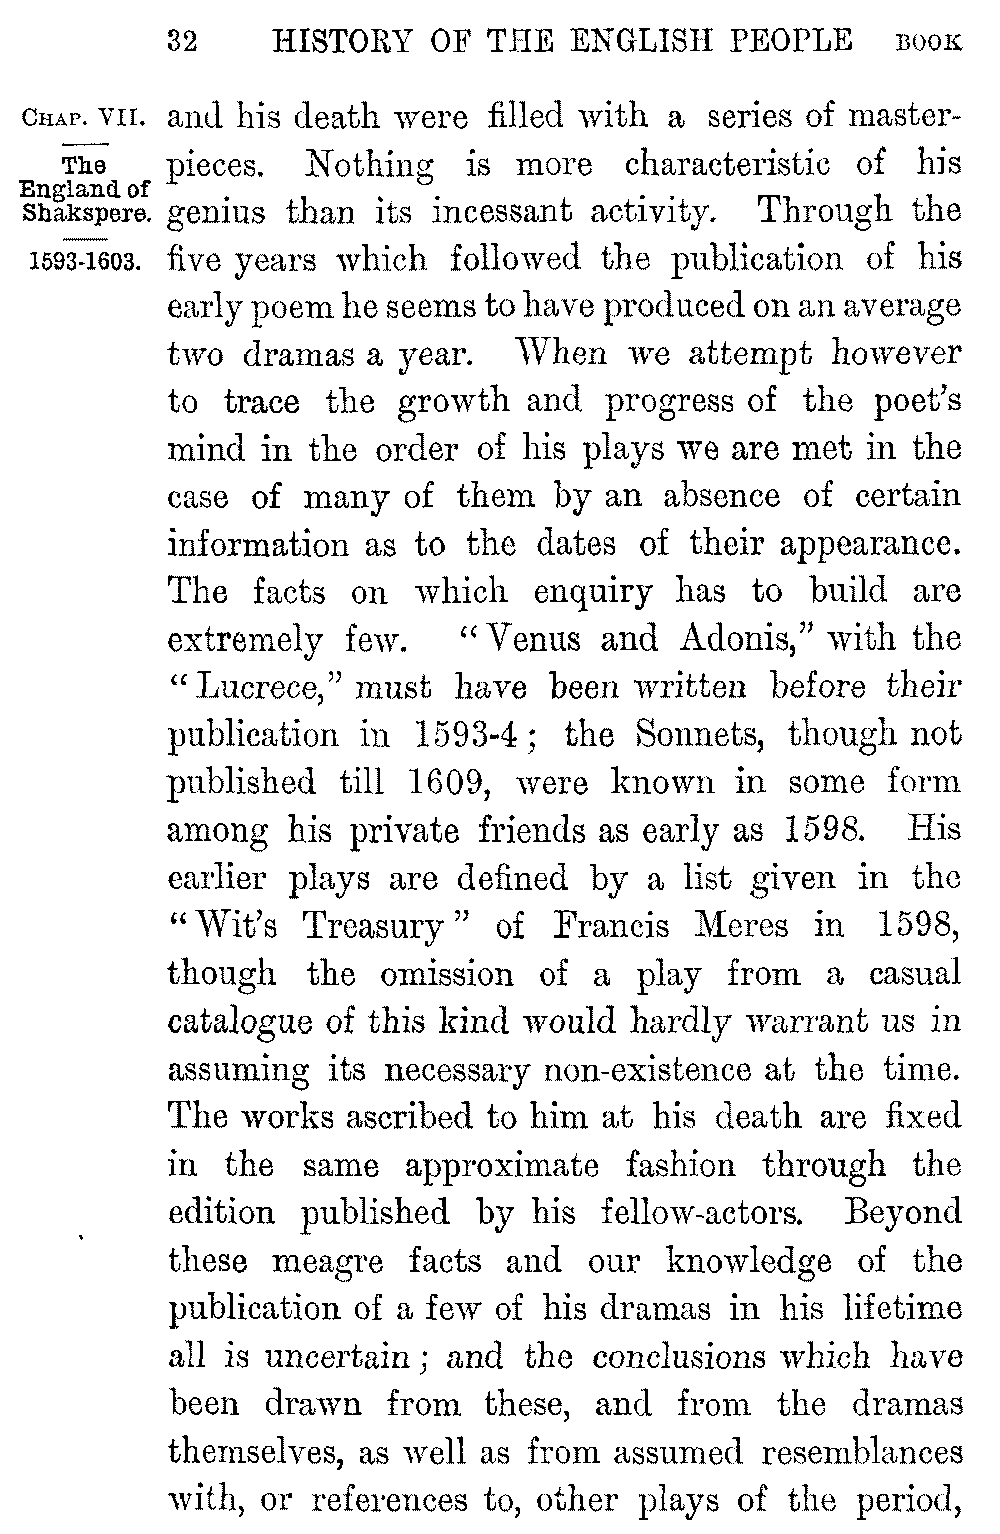 32 HISTORY OF THE ENGLISH PEOPLE BOOK
CHAP. VII.
The
England of
Shakspere.
1593-1603.
and his death were filled with a series of master-
pieces. Nothing is more characteristic of his
genius than its incessant activity. Through the
five years which followed the publication of his
early poem he seems to have produced on an average
two dramas a year. When we attempt however
to trace the growth and progress of the poet's
mind in the order of his plays we are met in the
case of many of them by an absence of certain
information as to the dates of their appearance.
The facts on which enquiry has to build are
extremely few. "Venus and Adonis," with the
"Lucrece," must have been written before their
publication in 1593-4; the Sonnets, though not
published till 1609, were known in some form
among his private friends as early as 1598. His
earlier plays are defined by a list given in the
"Wit's Treasury" of Francis Meres in 1598,
though the omission of a play from a casual
catalogue of this kind would hardly warrant us in
assuming its necessary non-existence at the time.
The works ascribed to him at his death are fixed
in the same approximate fashion through the
edition published by his fellow-actors. Beyond
these meagre facts and our knowledge of the
publication of a few of his dramas in his lifetime
all is uncertain; and the conclusions which have
been drawn from these, and from the dramas
themselves, as well as from assumed resemblances
with, or references to, other plays of the period,